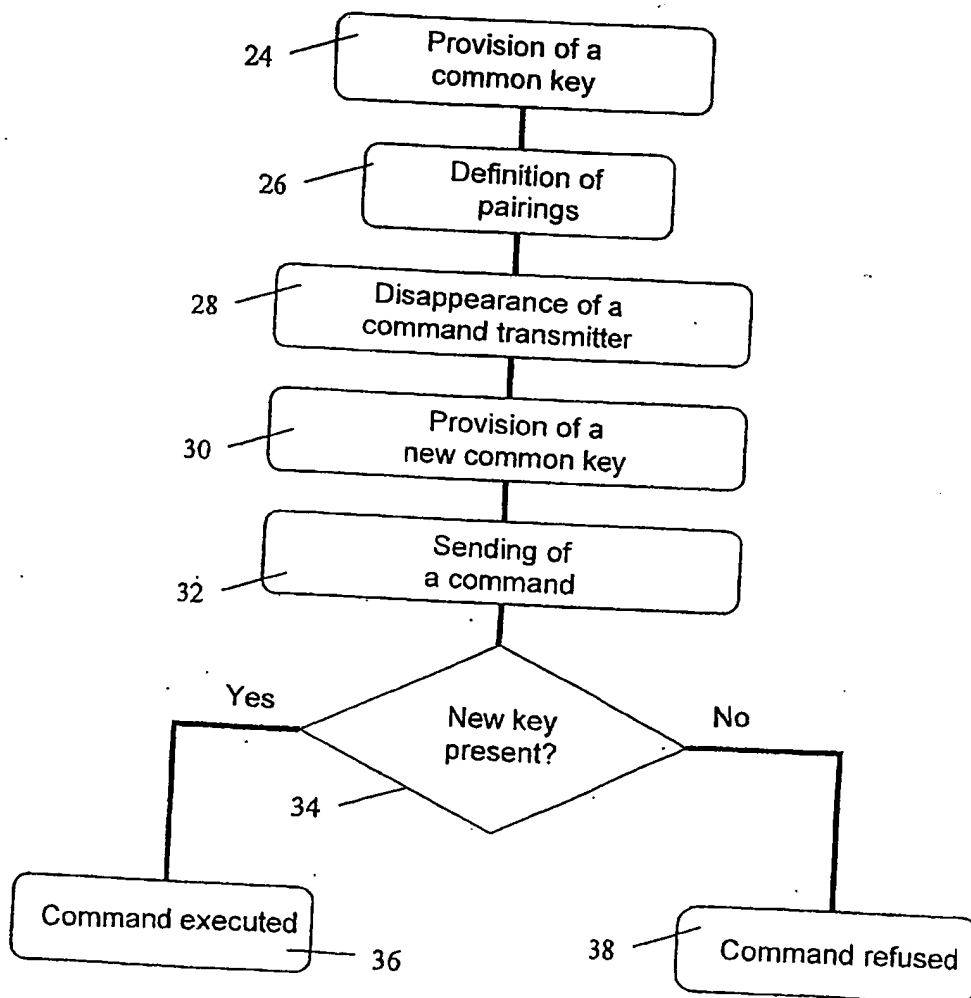 24
Provision of a
common key
26
Definition of
pairings
28
Disappearance of a
command transmitter
30
Provision of a
new common key
32
Sending of
a command
Yes
New key
present?
No
34
Command executed
36
38
Command refused